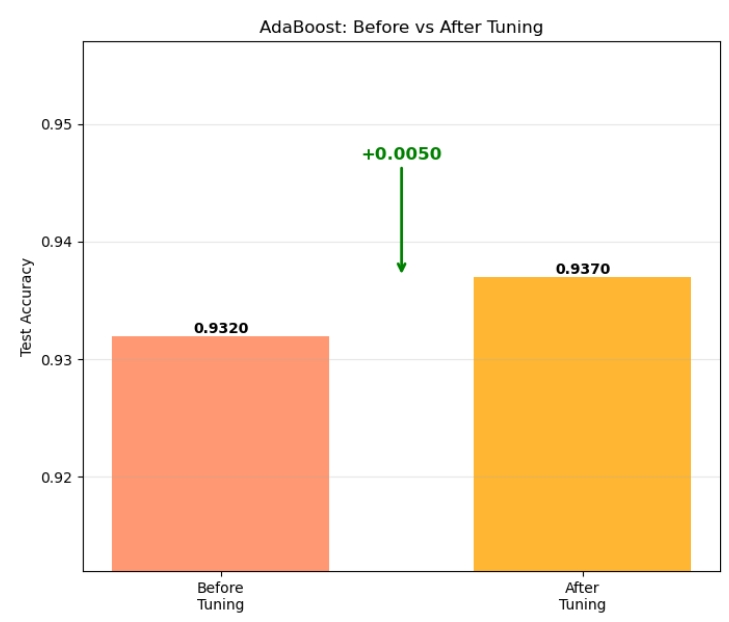 AdaBoost: Before vs After Tuning
Test Accuracy
0.95
0.94
0.93
0.92
+0.0050
0.9320
0.9370
Before
Tuning
After
Tuning